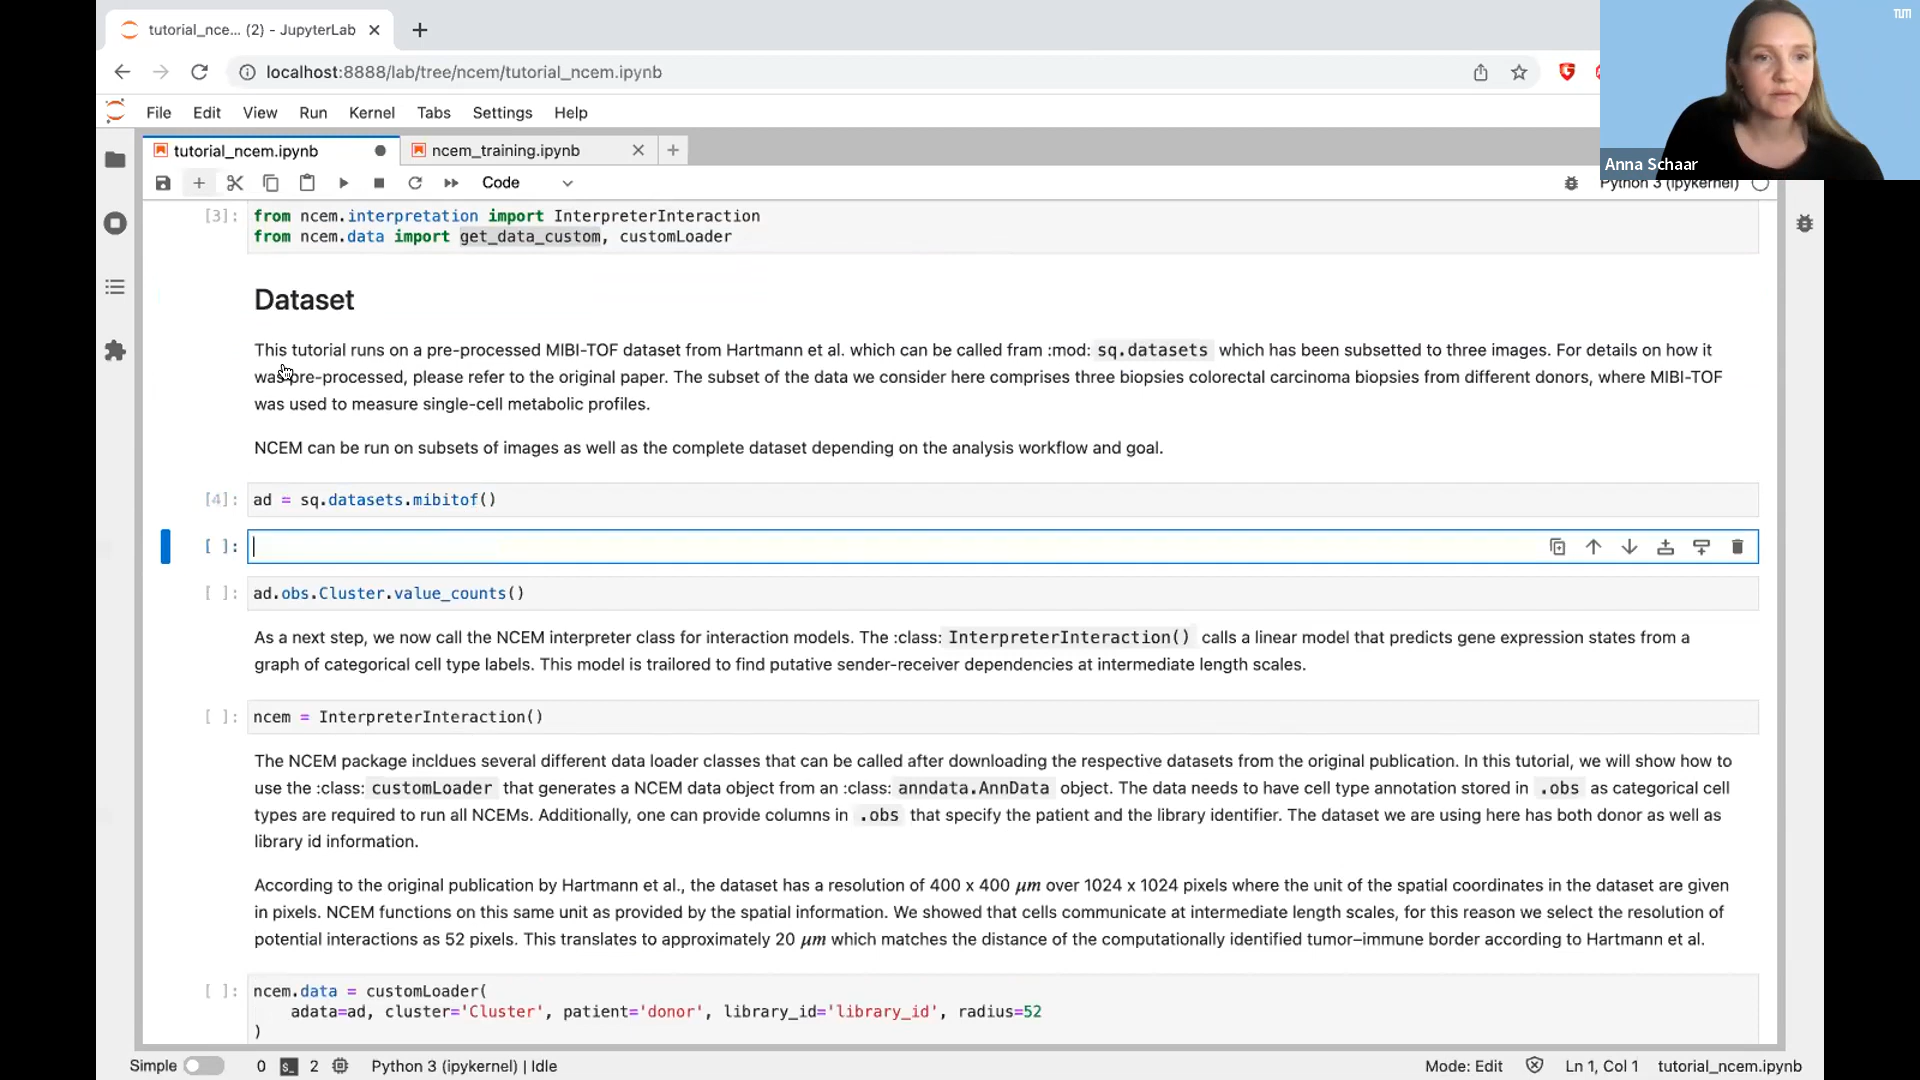 tutorial_nce... (2) - JupyterLab
TUM
localhost:8888/lab/tree/ncem/tutorial_ncem.ipynb
File Edit View Run Kernel Tabs Settings Help
tutorial_ncem.ipynb
ncem_training.ipynb
Anna Schaar
Code
Python 3 (ipykernel)
[3]: from ncem.interpretation import InterpreterInteraction
from ncem.data import get_data_custom, customLoader
Dataset
This tutorial runs on a pre-processed MIBI-TOF dataset from Hartmann et al. which can be called fram :mod: sq.datasets which has been subsetted to three images. For details on how it
was pre-processed, please refer to the original paper. The subset of the data we consider here comprises three biopsies colorectal carcinoma biopsies from different donors, where MIBI-TOF
was used to measure single-cell metabolic profiles.
NCEM can be run on subsets of images as well as the complete dataset depending on the analysis workflow and goal.
[4]: ad = sq.datasets.mibitof()
[ ]:
[ ]: ad.obs.Cluster.value_counts()
As a next step, we now call the NCEM interpreter class for interaction models. The :class: InterpreterInteraction() calls a linear model that predicts gene expression states from a
graph of categorical cell type labels. This model is trailored to find putative sender-receiver dependencies at intermediate length scales.
[ ]: ncem = InterpreterInteraction()
The NCEM package incldues several different data loader classes that can be called after downloading the respective datasets from the original publication. In this tutorial, we will show how to
use the :class: customLoader that generates a NCEM data object from an :class: anndata.AnnData object. The data needs to have cell type annotation stored in .obs as categorical cell
types are required to run all NCEMs. Additionally, one can provide columns in .obs that specify the patient and the library identifier. The dataset we are using here has both donor as well as
library id information.
According to the original publication by Hartmann et al., the dataset has a resolution of 400 x 400 μm over 1024 x 1024 pixels where the unit of the spatial coordinates in the dataset are given
in pixels. NCEM functions on this same unit as provided by the spatial information. We showed that cells communicate at intermediate length scales, for this reason we select the resolution of
potential interactions as 52 pixels. This translates to approximately 20 μm which matches the distance of the computationally identified tumor–immune border according to Hartmann et al.
[ ]: ncem.data = customLoader(
adata=ad, cluster='Cluster', patient='donor', library_id='library_id', radius=52
)
Simple 0 2 Python 3 (ipykernel) | Idle Mode: Edit Ln 1, Col 1 tutorial_ncem.ipynb